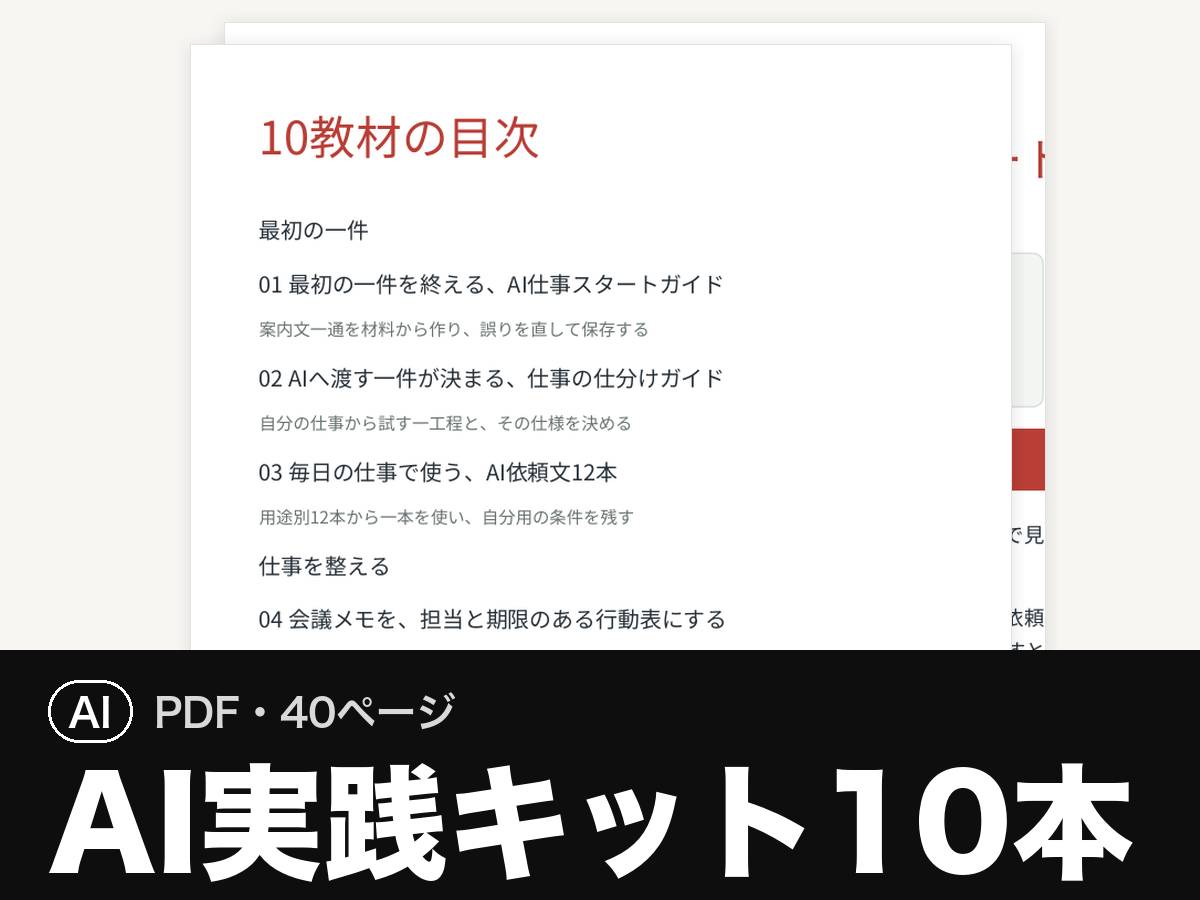 10教材の目次
最初の一件
01 最初の一件を終える、AI仕事スタートガイド
案内文一通を材料から作り、誤りを直して保存する
02 AIへ渡す一件が決まる、仕事の仕分けガイド
自分の仕事から試す一工程と、その仕様を決める
03 毎日の仕事で使う、AI依頼文12本
用途別12本から一本を使い、自分用の条件を残す
仕事を整える
04 会議メモを、担当と期限のある行動表にする
で見
依頼
AI PDF・40ページ
AI実践キット10本